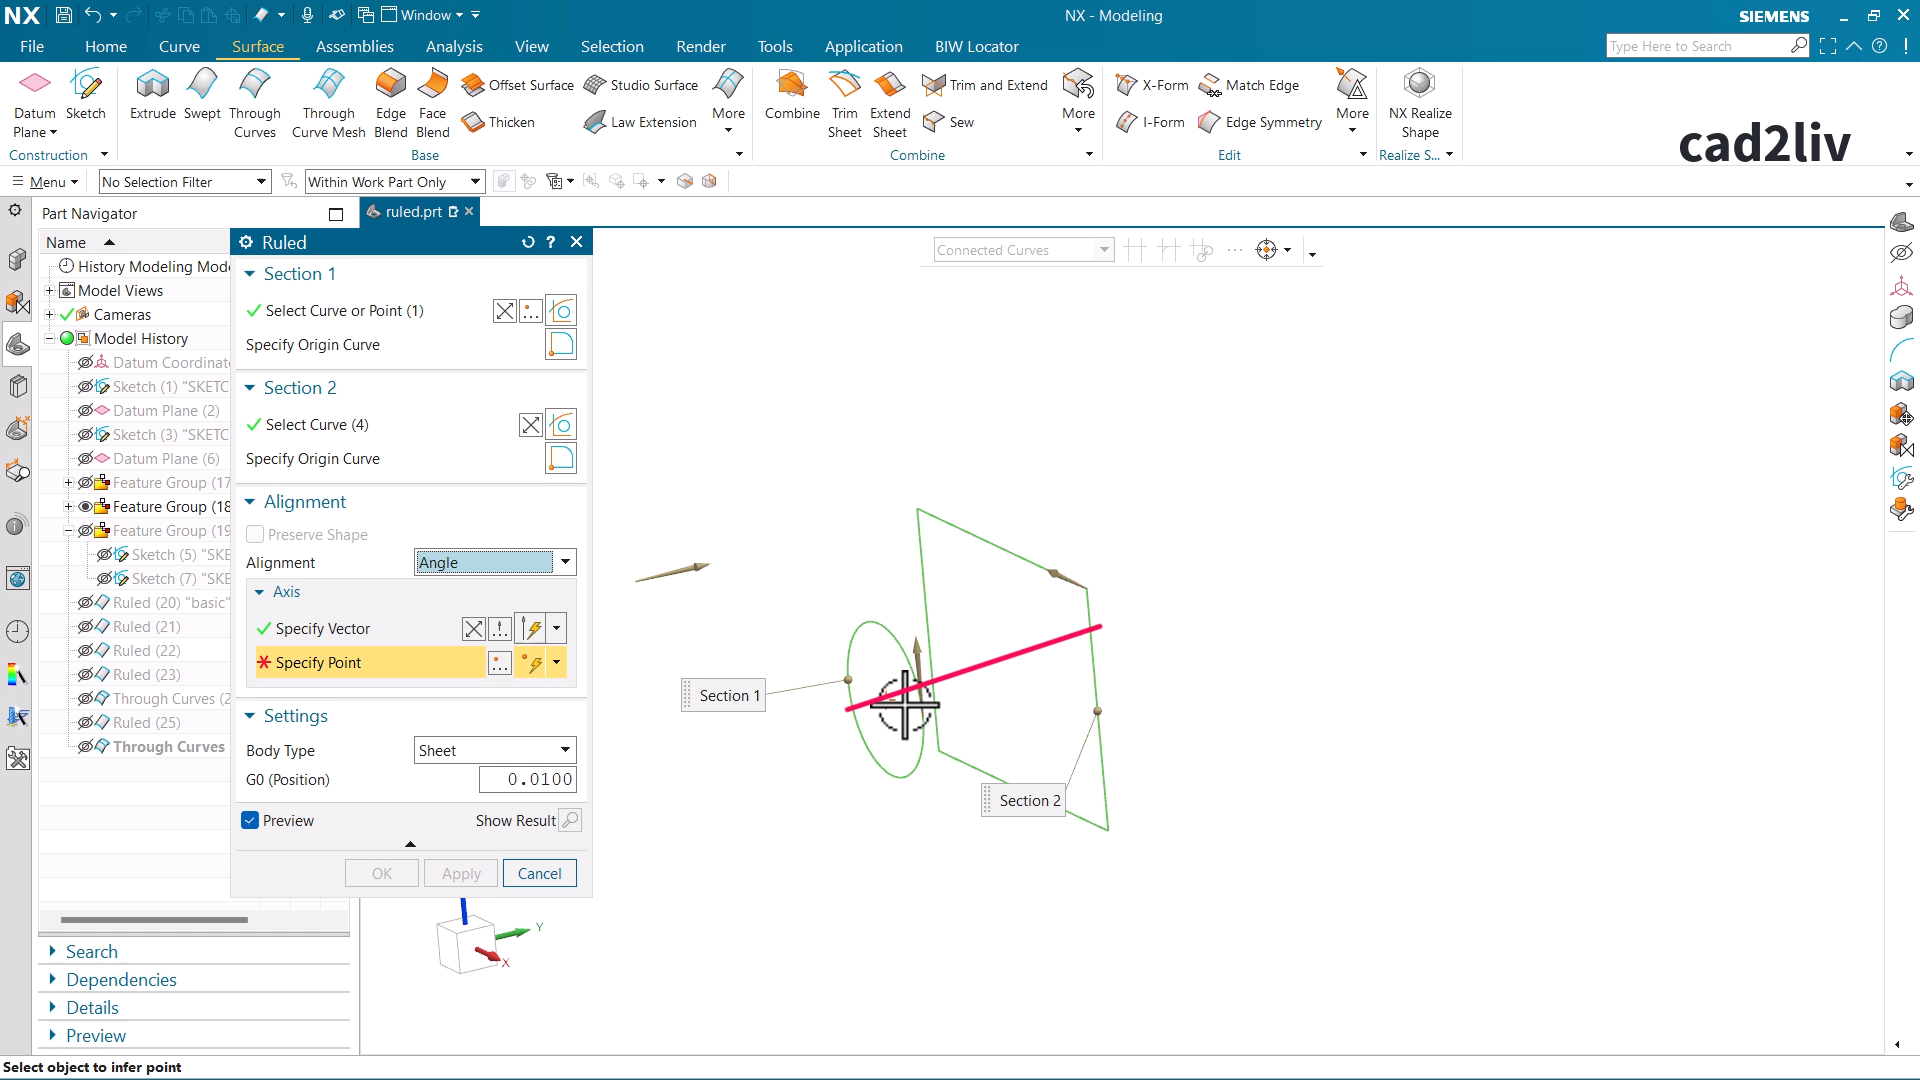 NX
Window
NX - Modeling
SIEMENS
File
Home
Curve
Surface
Assemblies
Analysis
View
Selection
Render
Tools
Application
BIW Locator
Type Here to Search
Datum
Plane
Sketch
Extrude
Swept
Through
Curves
Through
Curve Mesh
Edge
Blend
Face
Blend
Offset Surface
Thicken
Studio Surface
Law Extension
More
Combine
Trim
Sheet
Extend
Sheet
Trim and Extend
Sew
More
X-Form
I-Form
Match Edge
Edge Symmetry
More
NX Realize
Shape
cad2liv
Construction
Base
Combine
Edit
Realize S...
Menu
No Selection Filter
Within Work Part Only
Part Navigator
ruled.prt
Connected Curves
Name
History Modeling Mod
Model Views
Cameras
Model History
Datum Coordinat
Sketch (1) "SKETC
Datum Plane (2)
Sketch (3) "SKETC
Datum Plane (6)
Feature Group (17
Feature Group (18
Feature Group (19
Sketch (5) "SKE
Sketch (7) "SKE
Ruled (20) "basic"
Ruled (21)
Ruled (22)
Ruled (23)
Through Curves (2
Ruled (25)
Through Curves
Search
Dependencies
Details
Preview
Ruled
Section 1
Select Curve or Point (1)
Specify Origin Curve
Section 2
Select Curve (4)
Specify Origin Curve
Alignment
Preserve Shape
Alignment
Angle
Axis
Specify Vector
Specify Point
Settings
Body Type
Sheet
G0 (Position)
0.0100
Preview
Show Result
OK
Apply
Cancel
Section 1
Section 2
Y
X
Select object to infer point